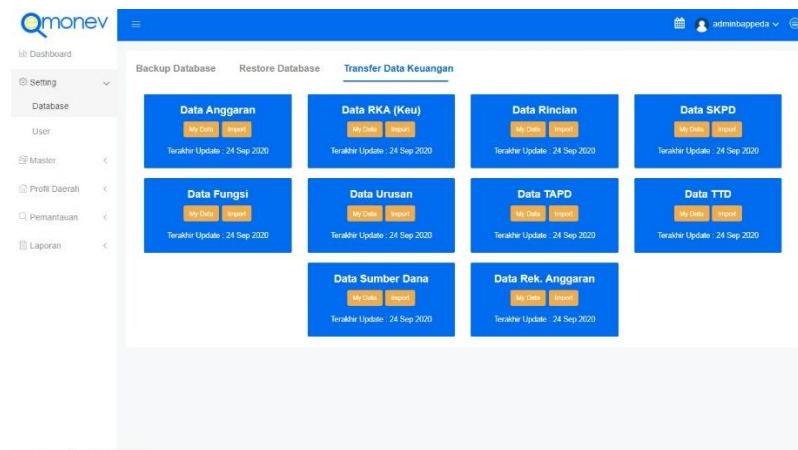 Qmonev
adminbappeda
Dashboard
Setting
Database
User
Master
Profil Daerah
Pemantauan
Laporan
Backup Database Restore Database Transfer Data Keuangan
Data Anggaran
My Data Import
Terakhir Update : 24 Sep 2020
Data RKA (Keu)
My Data Import
Terakhir Update : 24 Sep 2020
Data Rincian
My Data Import
Terakhir Update : 24 Sep 2020
Data SKPD
My Data Import
Terakhir Update : 24 Sep 2020
Data Fungsi
My Data Import
Terakhir Update : 24 Sep 2020
Data Urusan
My Data Import
Terakhir Update : 24 Sep 2020
Data TAPD
My Data Import
Terakhir Update : 24 Sep 2020
Data TTD
My Data Import
Terakhir Update : 24 Sep 2020
Data Sumber Dana
My Data Import
Terakhir Update : 24 Sep 2020
Data Rek. Anggaran
My Data Import
Terakhir Update : 24 Sep 2020